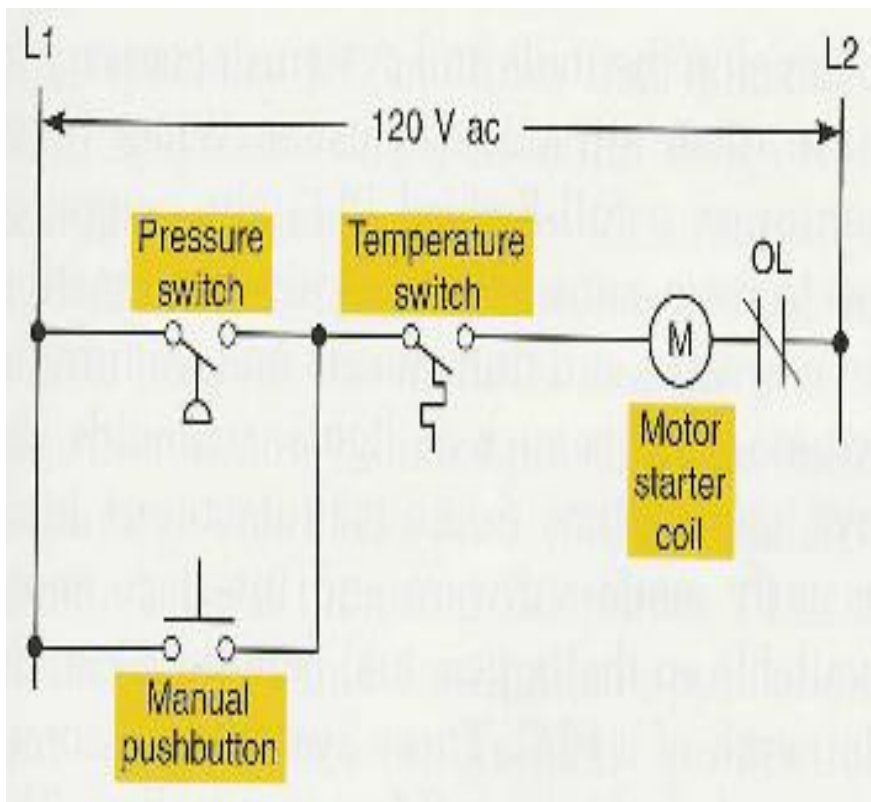 L1
L2
120 V ac
Pressure
switch
Temperature
switch
OL
M
Motor
starter
coil
Manual
pushbutton